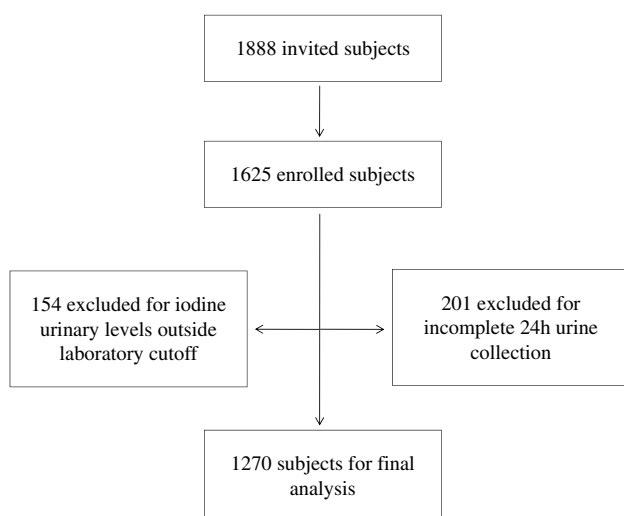 1888 invited subjects
1625 enrolled subjects
154 excluded for iodine
urinary levels outside
laboratory cutoff
201 excluded for
incomplete 24h urine
collection
1270 subjects for final
analysis